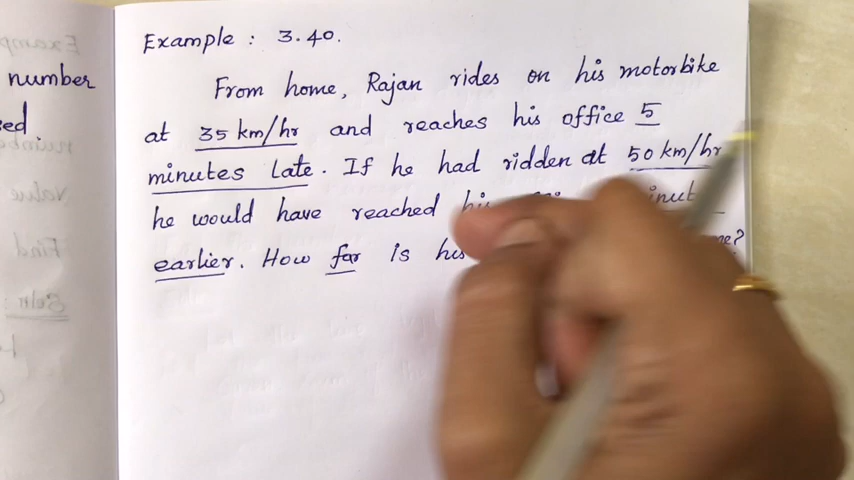 number
ed
Example : 3.40.
From home, Rajan rides on his motorbike
at 35 km/hr and reaches his office 5
minutes late. If he had ridden at 50 km/hr
he would have reached
earlier. How far is his